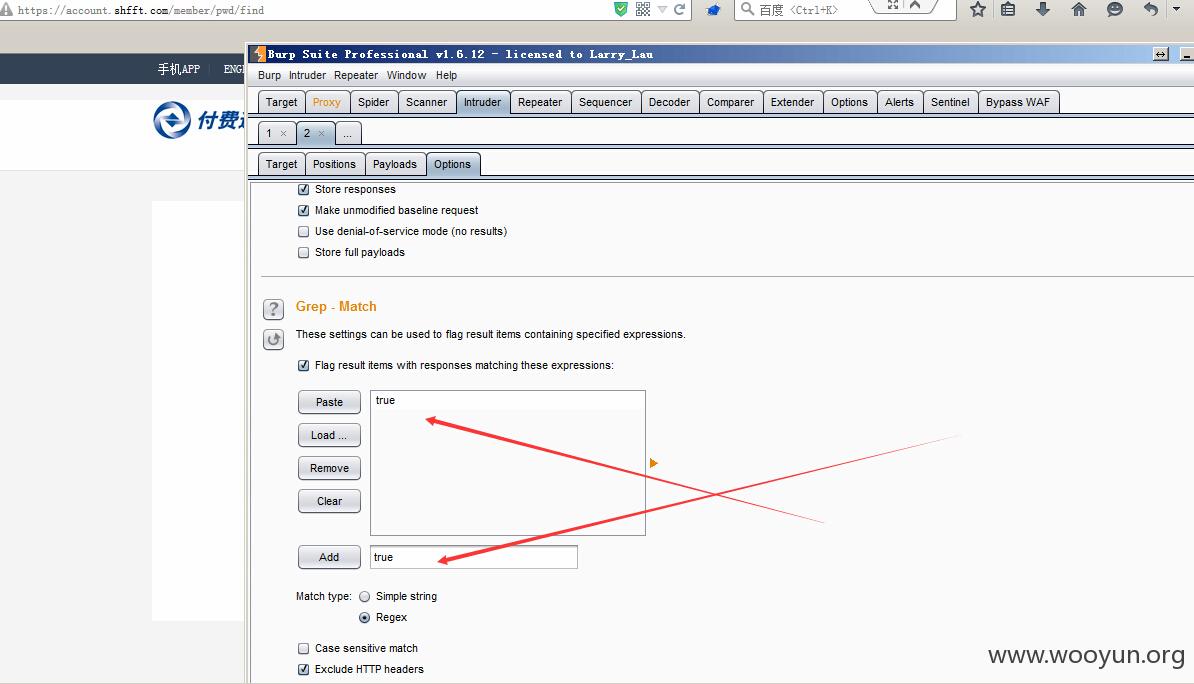 https://account.shfft.com/member/pwd/find
百度 <Ctrl+K>
手机APP
付费
Burp Suite Professional v1.6.12 - licensed to Larry_Lau
Burp Intruder Repeater Window Help
Target Proxy Spider Scanner Intruder Repeater Sequencer Decoder Comparer Extender Options Alerts Sentinel Bypass WAF
1 × 2 × ...
Target Positions Payloads Options
Store responses
Make unmodified baseline request
Use denial-of-service mode (no results)
Store full payloads
? Grep - Match
These settings can be used to flag result items containing specified expressions.
Flag result items with responses matching these expressions:
Paste true
Load ...
Remove
Clear
Add true
Match type: Simple string
Regex
Case sensitive match
Exclude HTTP headers
www.wooyun.org